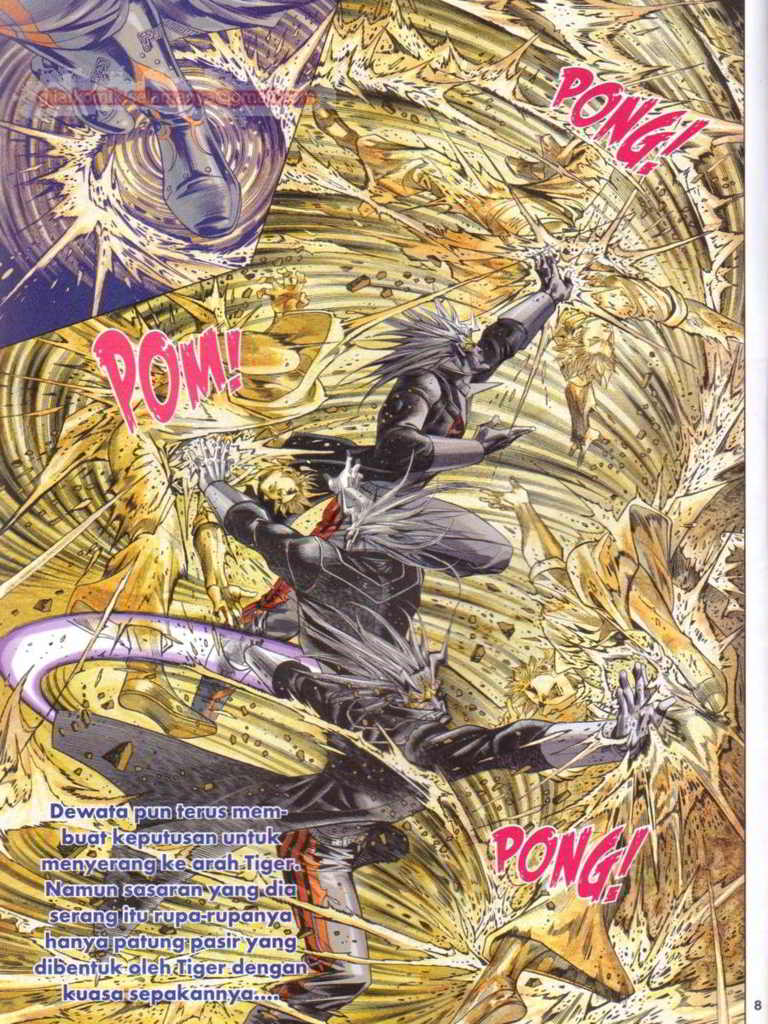 PONG!
POM!
PONG!
Dewata pun terus mem-
buat keputusan untuk
menyerang ke arah Tiger.
Namun sasaran yang dia
serang itu rupa-rupanya
hanya patung pasir yang
dibentuk oleh Tiger dengan
kuasa sepakannya....
8